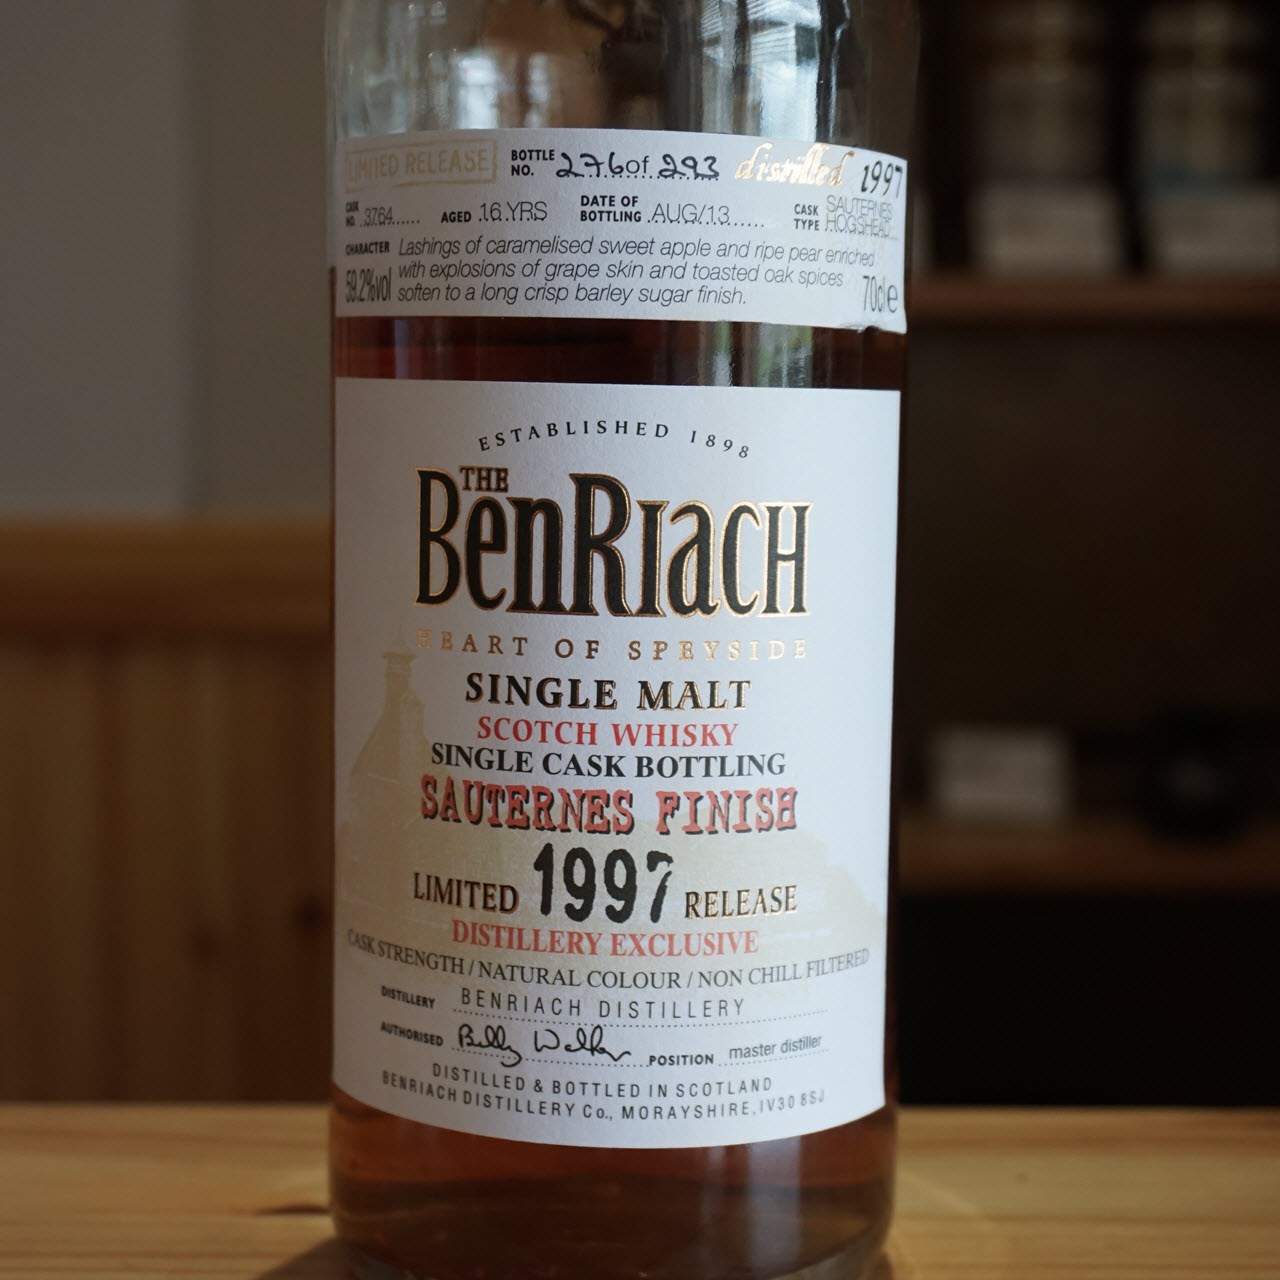 LIMITED RELEASE BOTTLE NO. 276 of 293 distilled 1997
CASK NO. 3764 AGED 16 YRS DATE OF BOTTLING AUG/13 CASK TYPE SAUTERNES HOGSHEAD
CHARACTER Lashings of caramelised sweet apple and ripe pear enriched
with explosions of grape skin and toasted oak spices
59.2%vol soften to a long crisp barley sugar finish. 70cl e
ESTABLISHED 1898
THE
BENRIACH
HEART OF SPEYSIDE
SINGLE MALT
SCOTCH WHISKY
SINGLE CASK BOTTLING
SAUTERNES FINISH
LIMITED 1997 RELEASE
DISTILLERY EXCLUSIVE
CASK STRENGTH / NATURAL COLOUR / NON CHILL FILTERED
DISTILLERY BENRIACH DISTILLERY
AUTHORISED Billy Walker POSITION master distiller
DISTILLED & BOTTLED IN SCOTLAND
BENRIACH DISTILLERY Co., MORAYSHIRE, IV30 8SJ